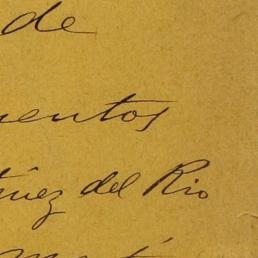 de
mentos
tínez del Rio